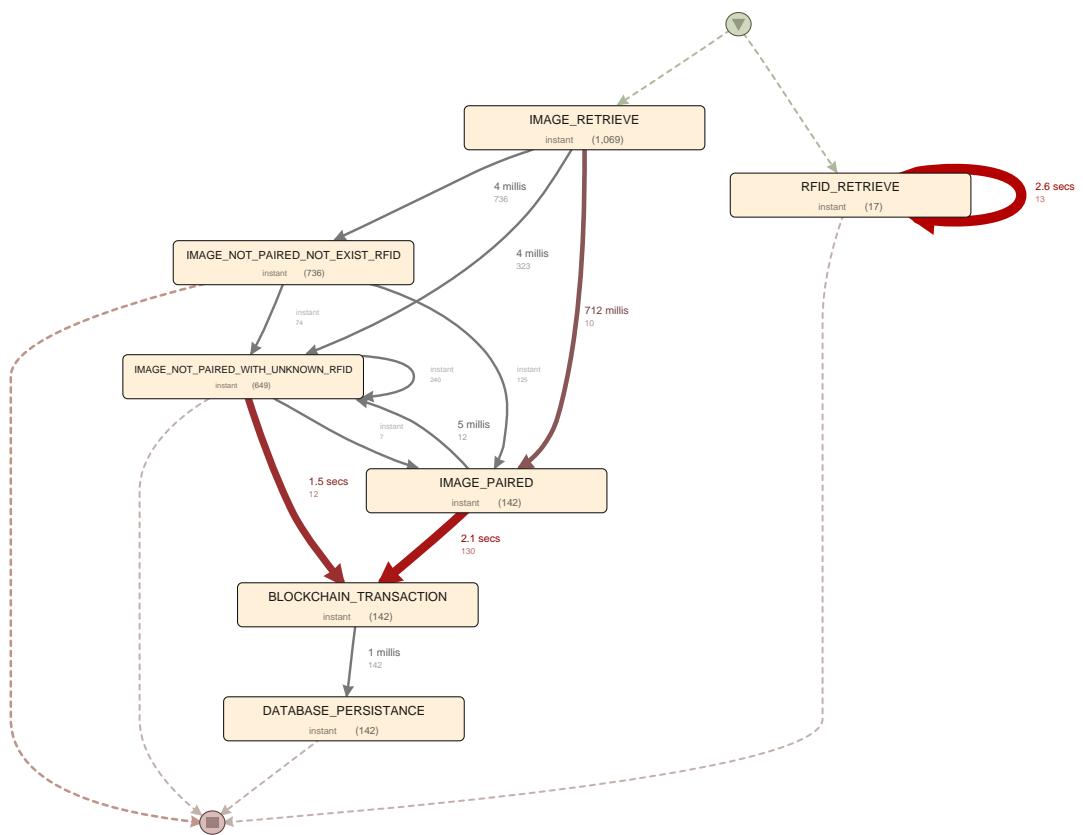 IMAGE_RETRIEVE
instant (1,069)
RFID_RETRIEVE
instant (17)
2.6 secs
13
4 millis
736
4 millis
323
IMAGE_NOT_PAIRED_NOT_EXIST_RFID
instant (736)
712 millis
10
instant
74
IMAGE_NOT_PAIRED_WITH_UNKNOWN_RFID
instant (649)
instant
240
instant
125
instant
7
5 millis
12
IMAGE_PAIRED
instant (142)
1.5 secs
12
2.1 secs
130
BLOCKCHAIN_TRANSACTION
instant (142)
1 millis
142
DATABASE_PERSISTANCE
instant (142)